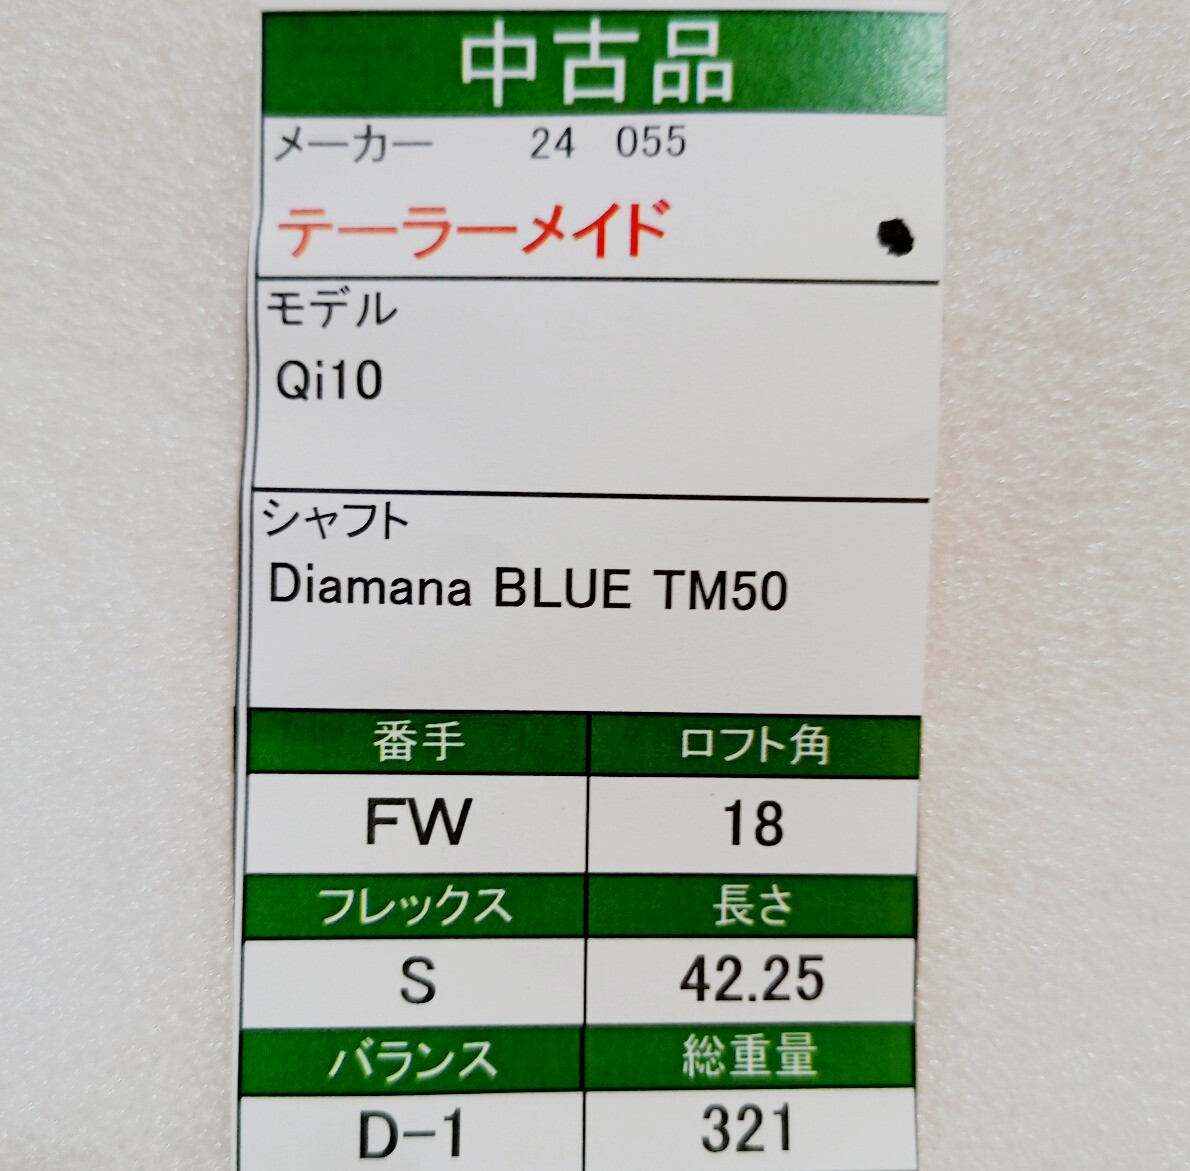 中古品
メーカー 24 055
テーラーメイド
モデル
Qi10
シャフト
Diamana BLUE TM50
番手 ロフト角
FW 18
フレックス 長さ
S 42.25
バランス 総重量
D-1 321